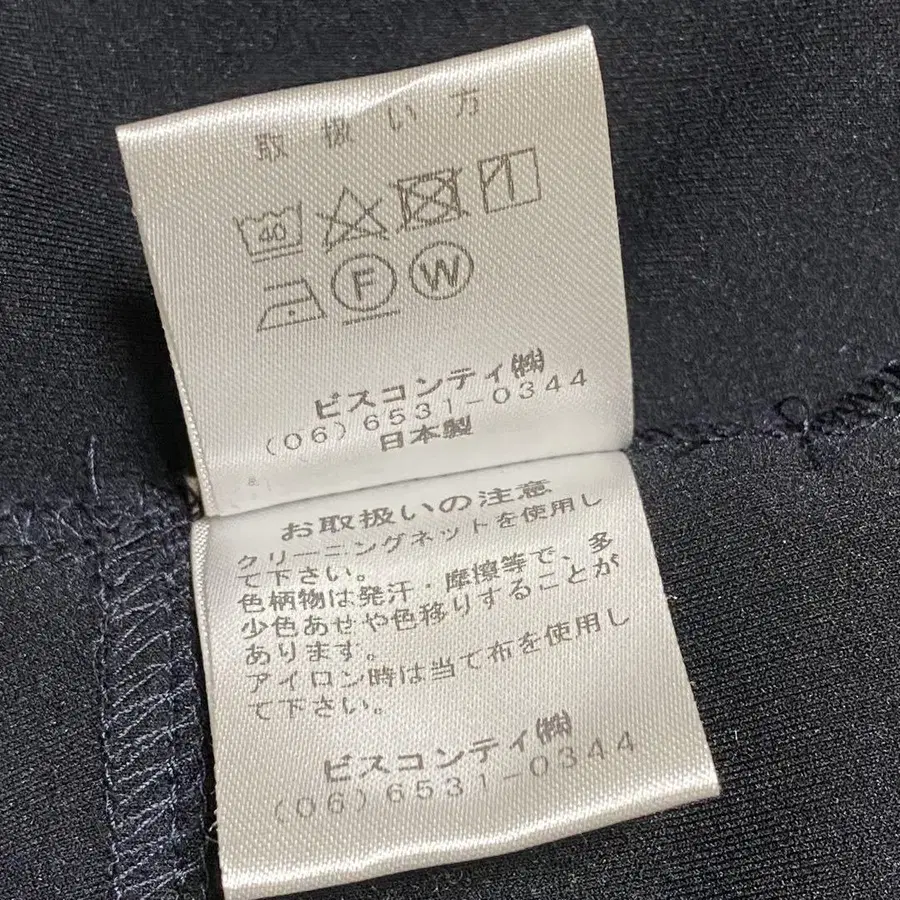 取扱い方
40
F W
ビスコンティ㈱
(06)6531-0344
日本製
お取扱いの注意
クリーニングネットを使用し
て下さい。
色柄物は発汗・摩擦等で、多
少色あせや色移りすることが
あります。
アイロン時は当て布を使用し
て下さい。
ビスコンティ㈱
(06)6531-0344